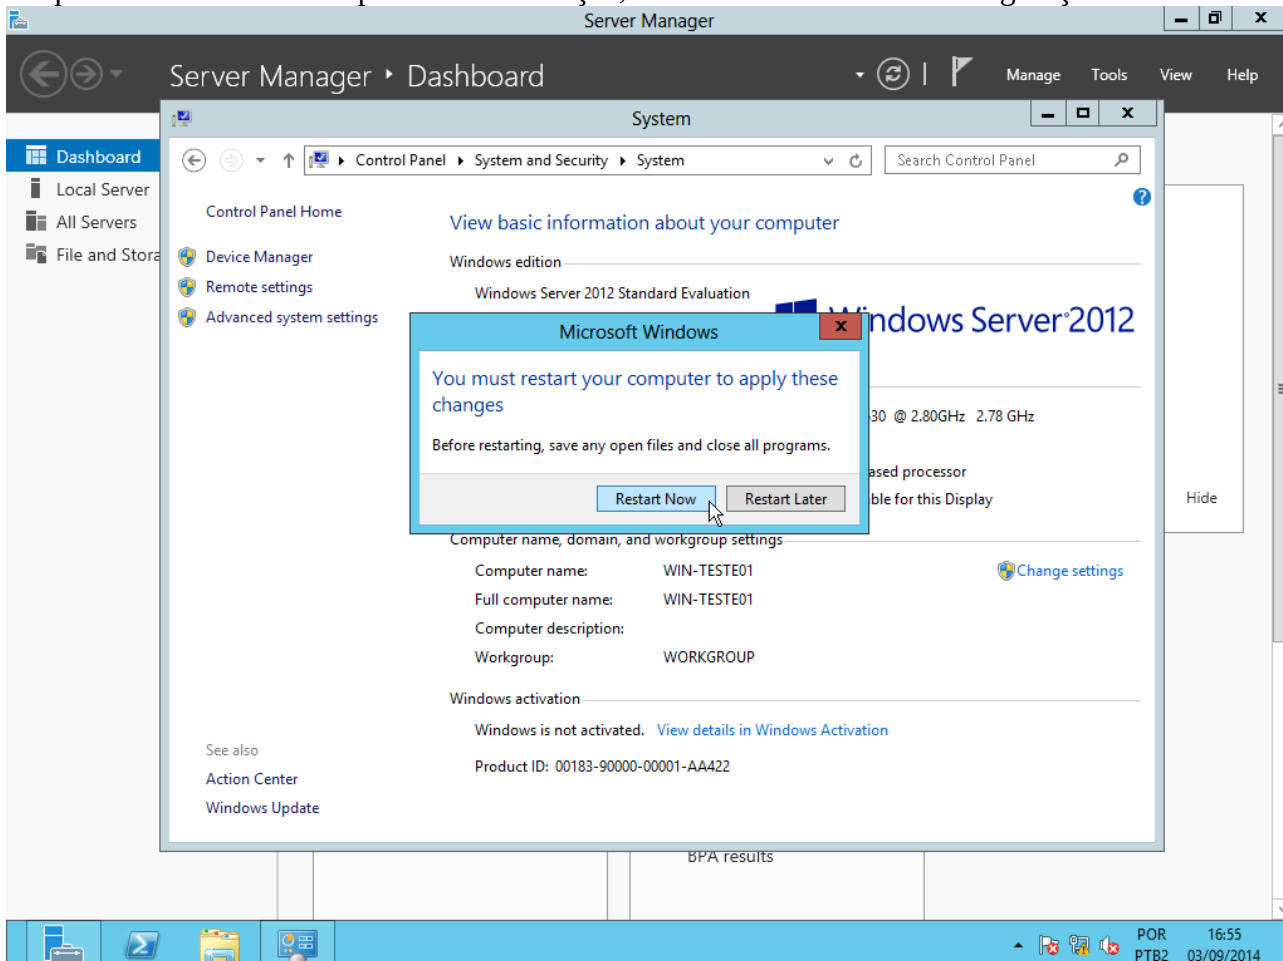 Server Manager
Server Manager Dashboard
Manage Tools View Help
System
Dashboard
Local Server
All Servers
File and Stora
Control Panel System and Security System
Search Control Panel
Control Panel Home
Device Manager
Remote settings
Advanced system settings
View basic information about your computer
Windows edition
Windows Server 2012 Standard Evaluation
Windows Server 2012
Microsoft Windows
x
You must restart your computer to apply these
changes
Before restarting, save any open files and close all programs.
Restart Now Restart Later
30 @ 2.80GHz 2.78 GHz
ased processor
ble for this Display
Hide
Computer name, domain, and workgroup settings
Computer name: WIN-TESTE01
Change settings
Full computer name: WIN-TESTE01
Computer description:
Workgroup: WORKGROUP
Windows activation
Windows is not activated. View details in Windows Activation
Product ID: 00183-90000-00001-AA422
See also
Action Center
Windows Update
BPA results
POR
PTB2
16:55
03/09/2014